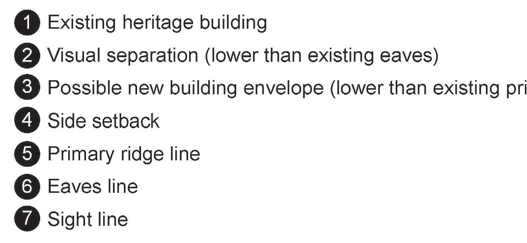 1 Existing heritage building
2 Visual separation (lower than existing eaves)
3 Possible new building envelope (lower than existing pri
4 Side setback
5 Primary ridge line
6 Eaves line
7 Sight line